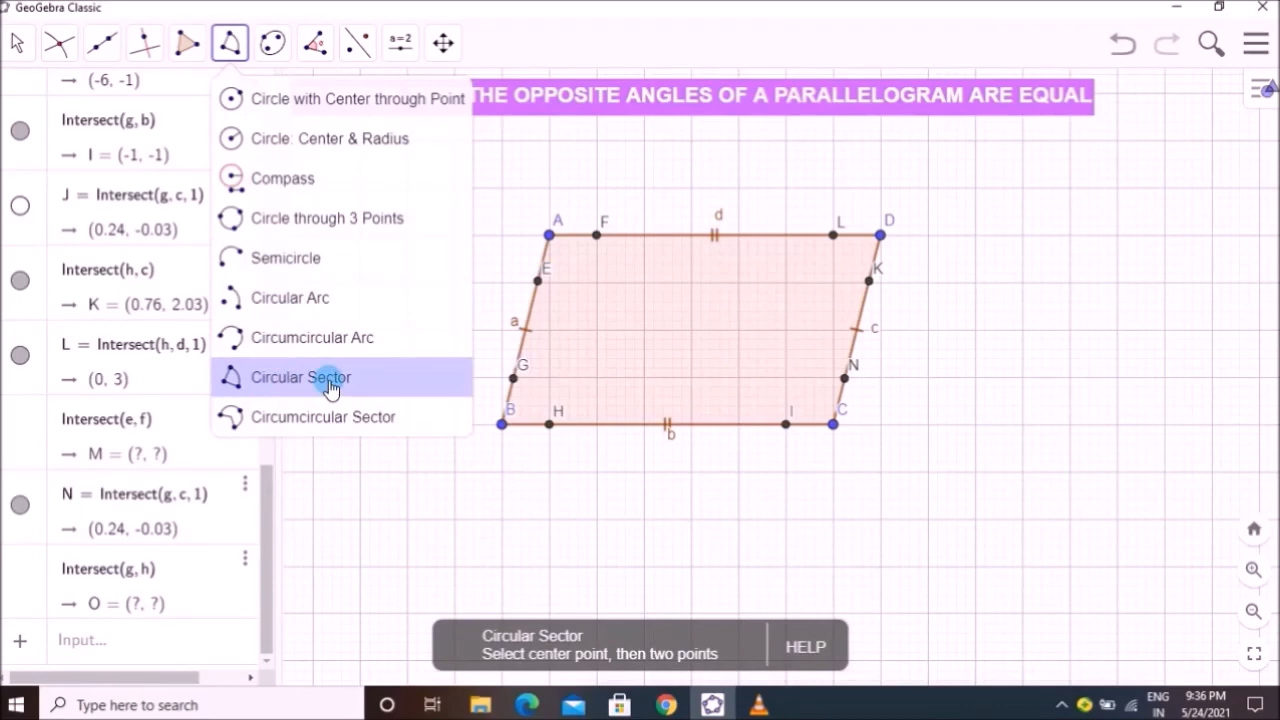 GeoGebra Classic
a=2
THE OPPOSITE ANGLES OF A PARALLELOGRAM ARE EQUAL
→ (-6, -1)
Intersect(g, b)
→ I = (-1, -1)
J = Intersect(g, c, 1)
→ (0.24, -0.03)
Intersect(h, c)
→ K = (0.76, 2.03)
L = Intersect(h, d, 1)
→ (0, 3)
Intersect(e, f)
→ M = (?, ?)
N = Intersect(g, c, 1)
→ (0.24, -0.03)
Intersect(g, h)
→ O = (?, ?)
+ Input...
Circle with Center through Point
Circle: Center & Radius
Compass
Circle through 3 Points
Semicircle
Circular Arc
Circumcircular Arc
Circular Sector
Circumcircular Sector
A F d L D
E K
a c
G N
B H b I C
Circular Sector
Select center point, then two points
HELP
Type here to search
ENG
IN
9:36 PM
5/24/2021